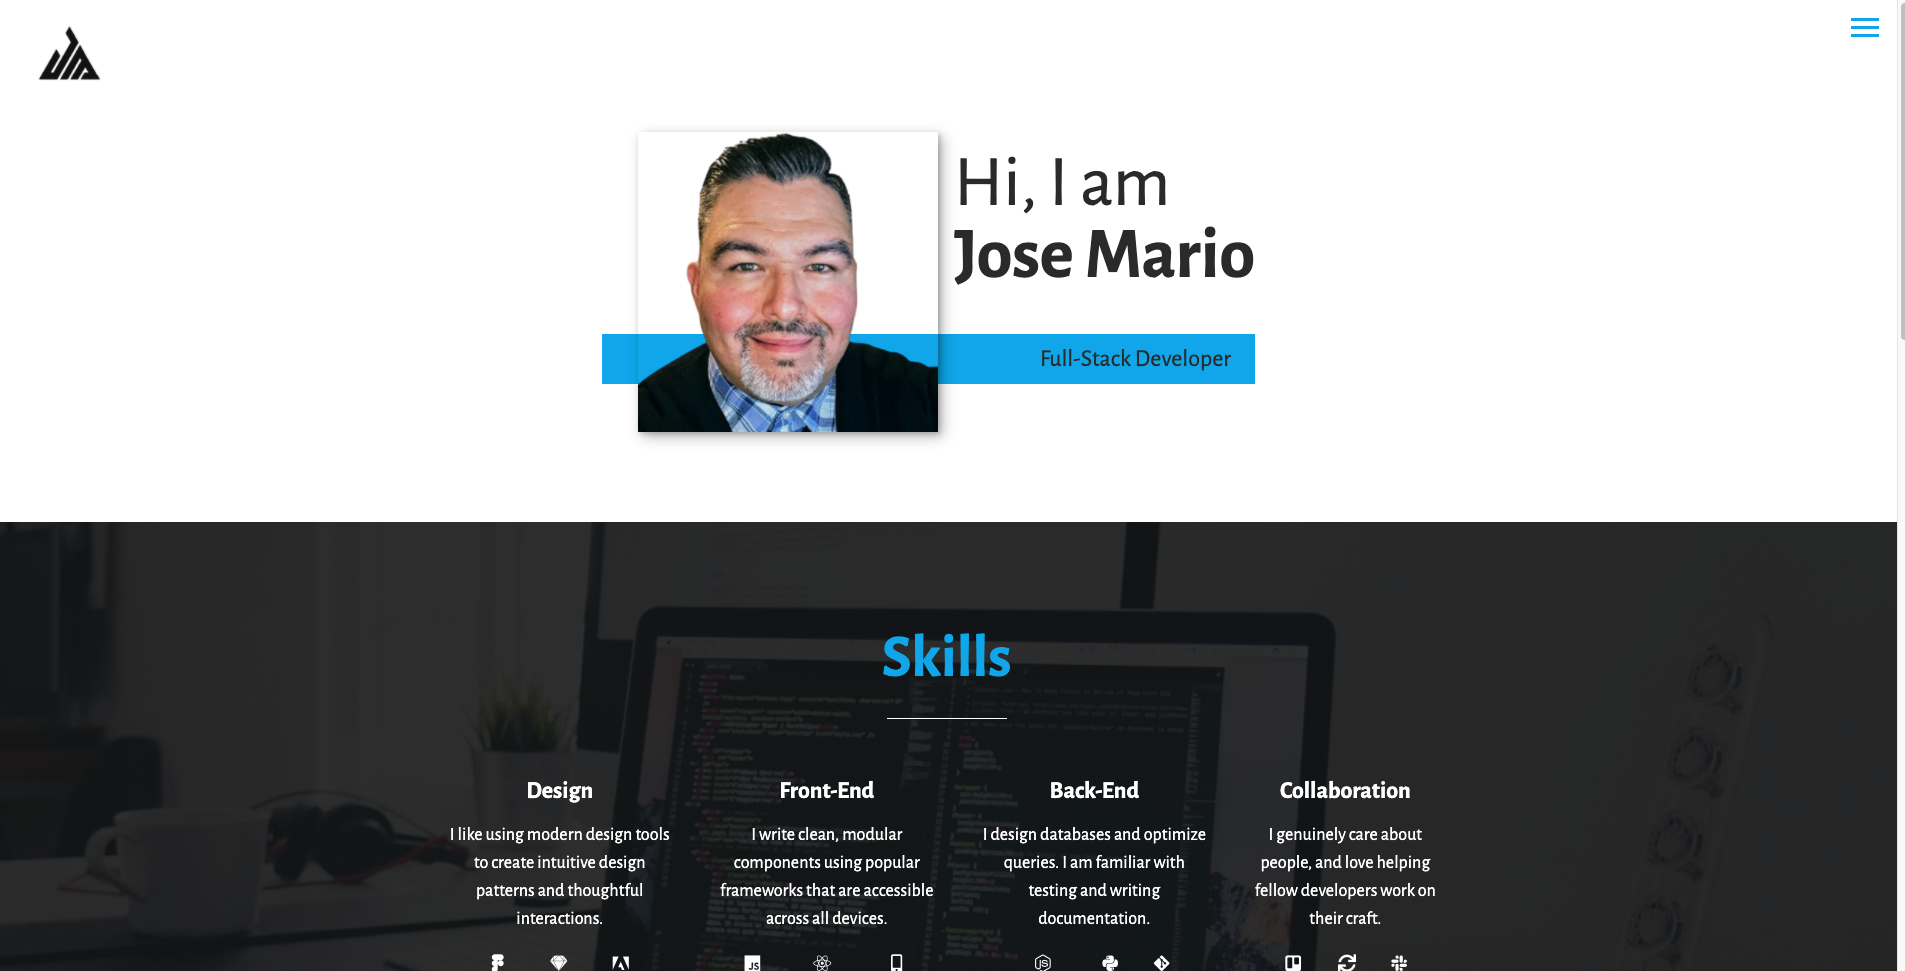 Hi, I am
Jose Mario
Full-Stack Developer
Skills
Design
I like using modern design tools
to create intuitive design
patterns and thoughtful
interactions.
Front-End
I write clean, modular
components using popular
frameworks that are accessible
across all devices.
Back-End
I design databases and optimize
queries. I am familiar with
testing and writing
documentation.
Collaboration
I genuinely care about
people, and love helping
fellow developers work on
their craft.
JS
JS